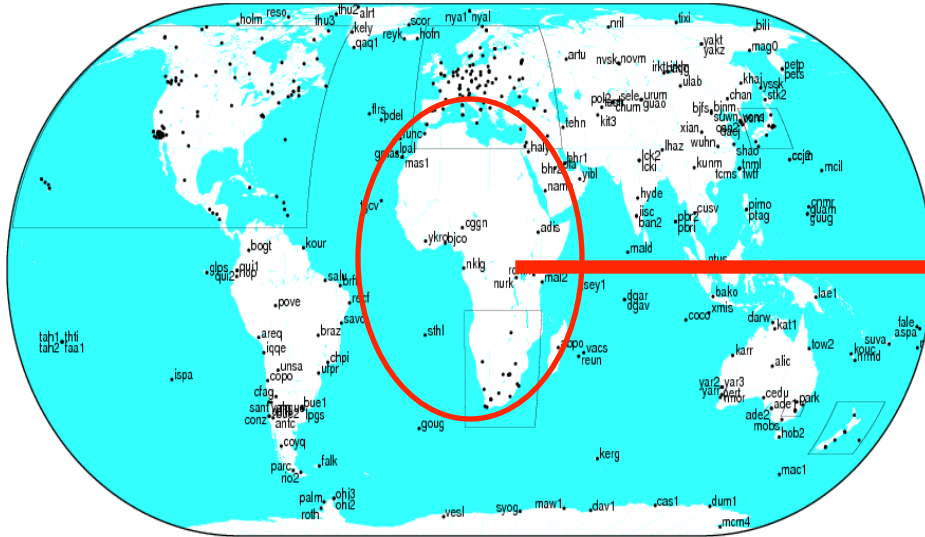 thu2 alrt
reso
holm
thu3
kely
qaq1
scor
reyk hofn
nya1 nyal
nril
tixi
bili
yakt
yakz
mag0
artu
nvsk novm
ulab
petp
pets
khaj
yssk
stk2
chan
pol2
sele urum
chum guao
kit3
bjfs
suwn
xian
wuhn
shao
flrs
pdel
lpal
mas1
tehn
haly
bhr1
yibl
nama
lhaz
lck2
lcki
kunm
tcms
tnml
twtf
mcil
hyde
iisc
ban2
cusv
pbr2
pbri
pimo
ptag
cnmr
guam
guug
cggn
ykro bjco
adis
mald
ntus
bogt
kour
glps
qui1
qui2
nklg
nurk
mal2
sey1
salu
brft
recf
savo
dgar
dgav
bako
xmis
coco
lae1
pove
braz
sthl
darw
kat1
fale
aspa
suva
tow2
kouc
nrmd
tah1 thti
tah2 faa1
areq
iqqe
chpi
ufpr
unsa
copo
ispa
vacs
reun
karr
alic
yar2 yar3
cedu
park
ade1
ade2
mobs
hob2
cfag
bue1
lpgs
conz
antc
coyq
goug
kerg
mac1
parc
rio2
falk
palm
ohi3
ohi2
roth
vesl
syog
maw1
dav1
cas1
dum1
mcm4